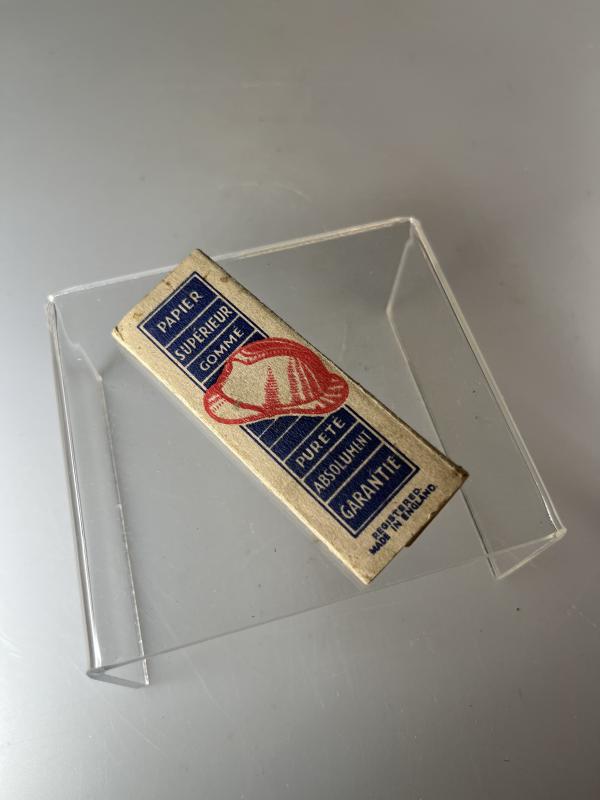 PAPIER
SUPÉRIEUR
GOMMÉ
PURETÉ
ABSOLUMENT
GARANTIE
REGISTERED.
MADE IN ENGLAND.